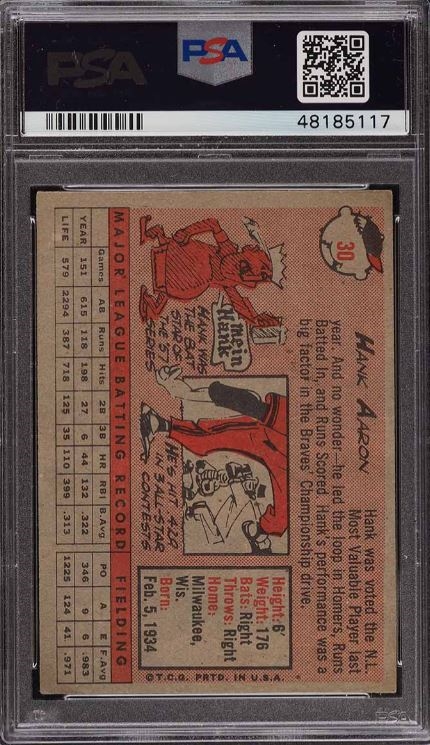 PSA
PSA
48185117
30
HANK AARON
Hank was voted the N.L.
Most Valuable Player last
year. And no wonder—he led the loop in Homers, Runs
Batted In, and Runs Scored. Hank's performance was a
big factor in the Braves' Championship drive.
mein Hank
HANK WAS
THE BAT
STAR OF
THE '57
SERIES
HE'S HIT .420
IN 3 ALL-STAR
CONTESTS
Height: 6'
Weight: 176
Bats: Right
Throws: Right
Home:
Milwaukee,
Wis.
Born:
Feb. 5, 1934
MAJOR LEAGUE BATTING RECORD FIELDING
Games AB Runs Hits 2B 3B HR RBI B.Avg. PO A E F.Avg
YEAR 151 615 118 198 27 6 44 132 .322 346 9 6 .983
LIFE 579 2294 387 718 125 35 110 399 .313 1225 124 41 .971
© T.C.G. PRTD. IN U.S.A.
PSA